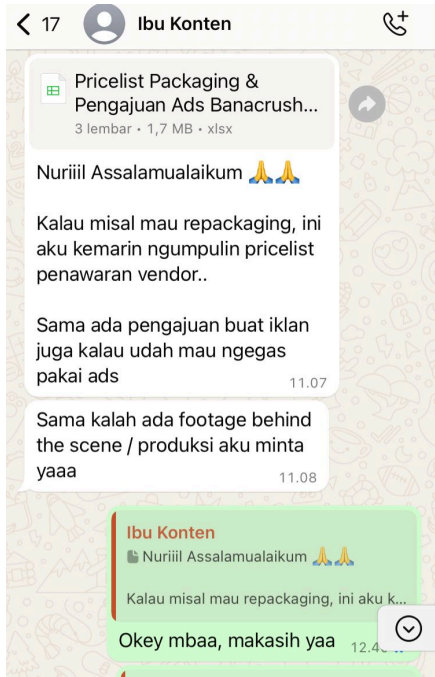 17
Ibu Konten
Pricelist Packaging &
Pengajuan Ads Banacrush...
3 lembar • 1,7 MB • xlsx
Nuriiil Assalamualaikum 🙏🙏
Kalau misal mau repackaging, ini
aku kemarin ngumpulin pricelist
penawaran vendor..
Sama ada pengajuan buat iklan
juga kalau udah mau ngegas
pakai ads
11.07
Sama kalah ada footage behind
the scene / produksi aku minta
yaaa
11.08
Ibu Konten
Nuriiil Assalamualaikum 🙏🙏
Kalau misal mau repackaging, ini aku k...
Okey mbaa, makasih yaa